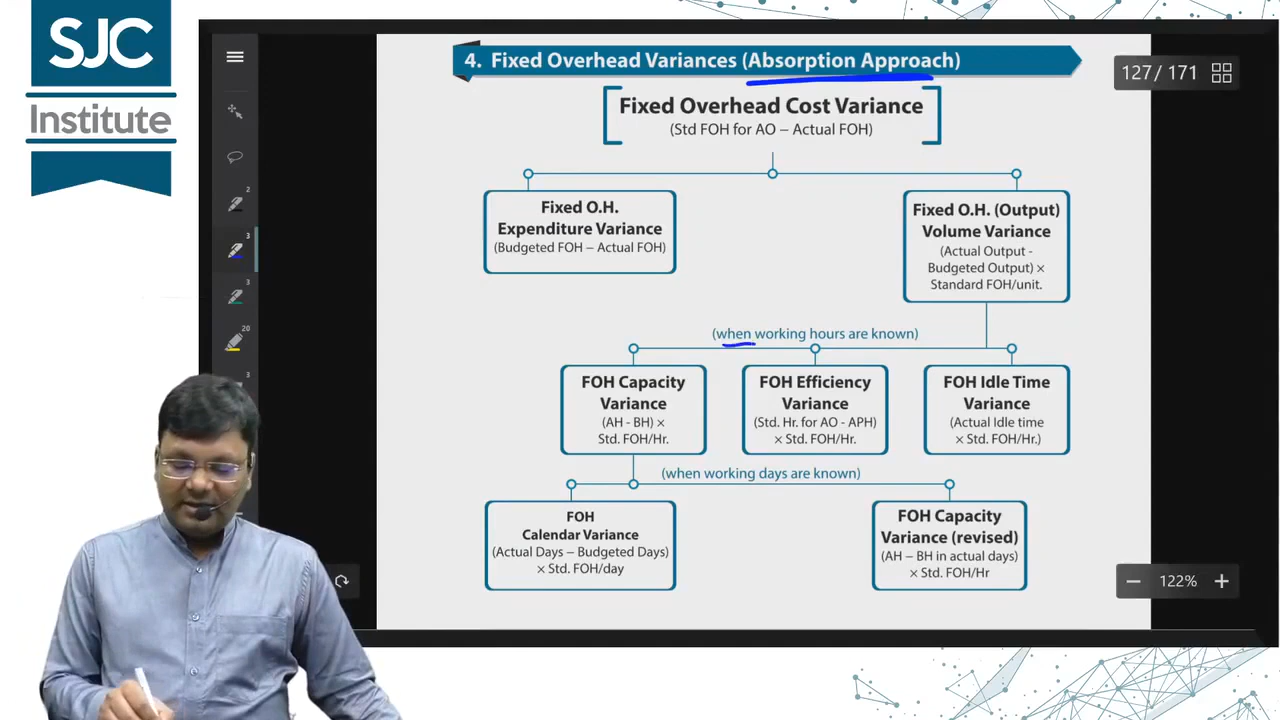 SJC
Institute
127/ 171
2
3
3
20
3
4. Fixed Overhead Variances (Absorption Approach)
Fixed Overhead Cost Variance
(Std FOH for AO – Actual FOH)
Fixed O.H.
Expenditure Variance
(Budgeted FOH – Actual FOH)
Fixed O.H. (Output)
Volume Variance
(Actual Output -
Budgeted Output) ×
Standard FOH/unit.
(when working hours are known)
FOH Capacity
Variance
(AH - BH) ×
Std. FOH/Hr.
FOH Efficiency
Variance
(Std. Hr. for AO - APH)
× Std. FOH/Hr.
FOH Idle Time
Variance
(Actual Idle time
× Std. FOH/Hr.)
(when working days are known)
FOH
Calendar Variance
(Actual Days – Budgeted Days)
× Std. FOH/day
FOH Capacity
Variance (revised)
(AH – BH in actual days)
× Std. FOH/Hr
122%